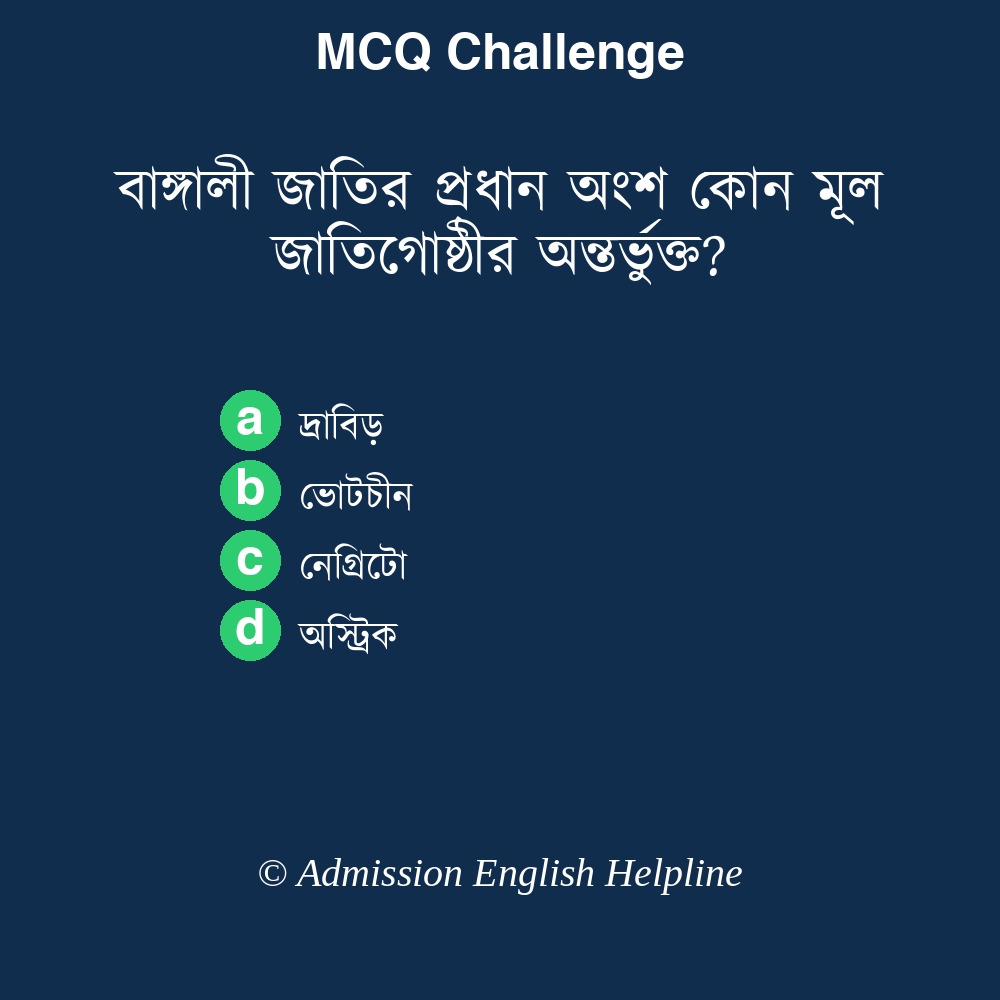 MCQ Challenge
বাঙ্গালী জাতির প্রধান অংশ কোন মূল
জাতিগোষ্ঠীর অন্তর্ভুক্ত?
a দ্রাবিড়
b ভোটচীন
c নেগ্রিটো
d অস্ট্রিক
© Admission English Helpline